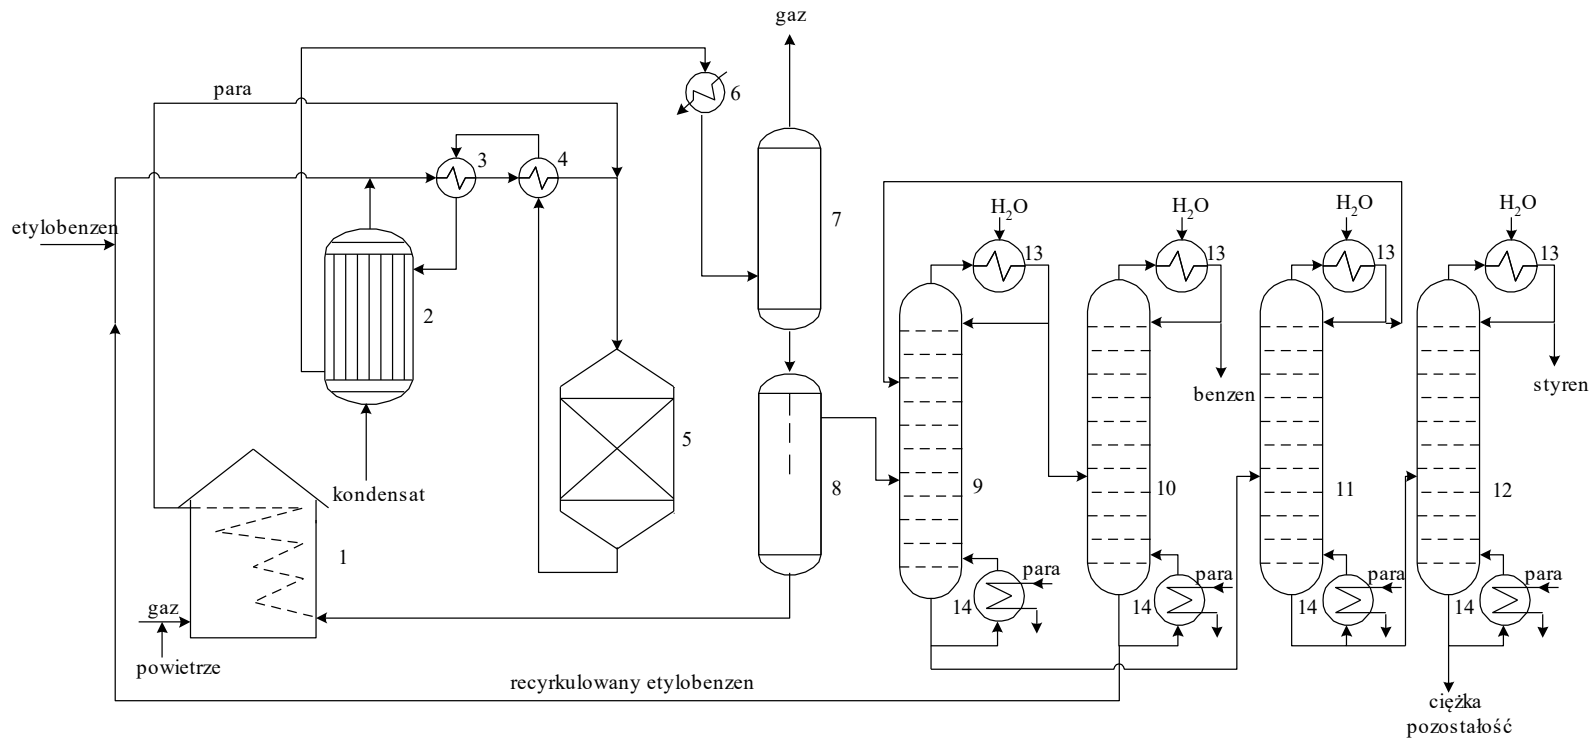 gaz
para
6
3
4
7
H₂O
H₂O
H₂O
H₂O
etylobenzen
13
13
13
13
2
benzen
styren
5
kondensat
8
9
10
11
12
1
para
para
para
para
gaz
14
14
14
14
powietrze
recyrkulowany etylobenzen
ciężka
pozostałość